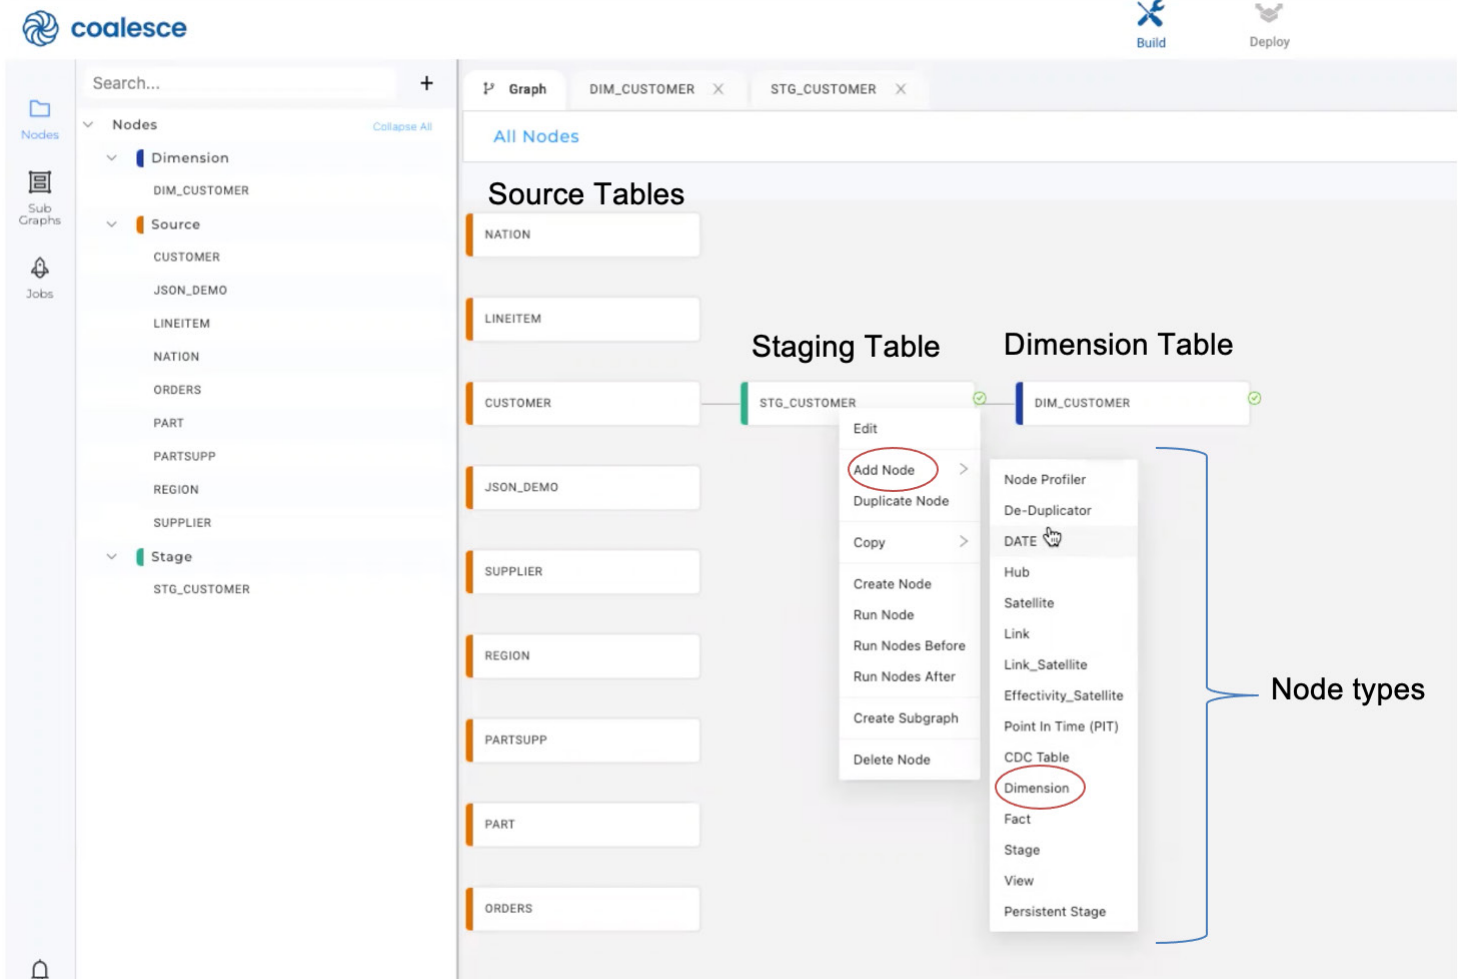 coalesce
Build
Deploy
Search...
+
Nodes
Sub
Graphs
Jobs
Nodes
Collapse All
Dimension
DIM_CUSTOMER
Source
CUSTOMER
JSON_DEMO
LINEITEM
NATION
ORDERS
PART
PARTSUPP
REGION
SUPPLIER
Stage
STG_CUSTOMER
Graph
DIM_CUSTOMER
STG_CUSTOMER
All Nodes
Source Tables
NATION
LINEITEM
CUSTOMER
JSON_DEMO
SUPPLIER
REGION
PARTSUPP
PART
ORDERS
Staging Table
STG_CUSTOMER
Dimension Table
DIM_CUSTOMER
Edit
Add Node
Duplicate Node
Copy
Create Node
Run Node
Run Nodes Before
Run Nodes After
Create Subgraph
Delete Node
Node Profiler
De-Duplicator
DATE
Hub
Satellite
Link
Link_Satellite
Effectivity_Satellite
Point In Time (PIT)
CDC Table
Dimension
Fact
Stage
View
Persistent Stage
Node types